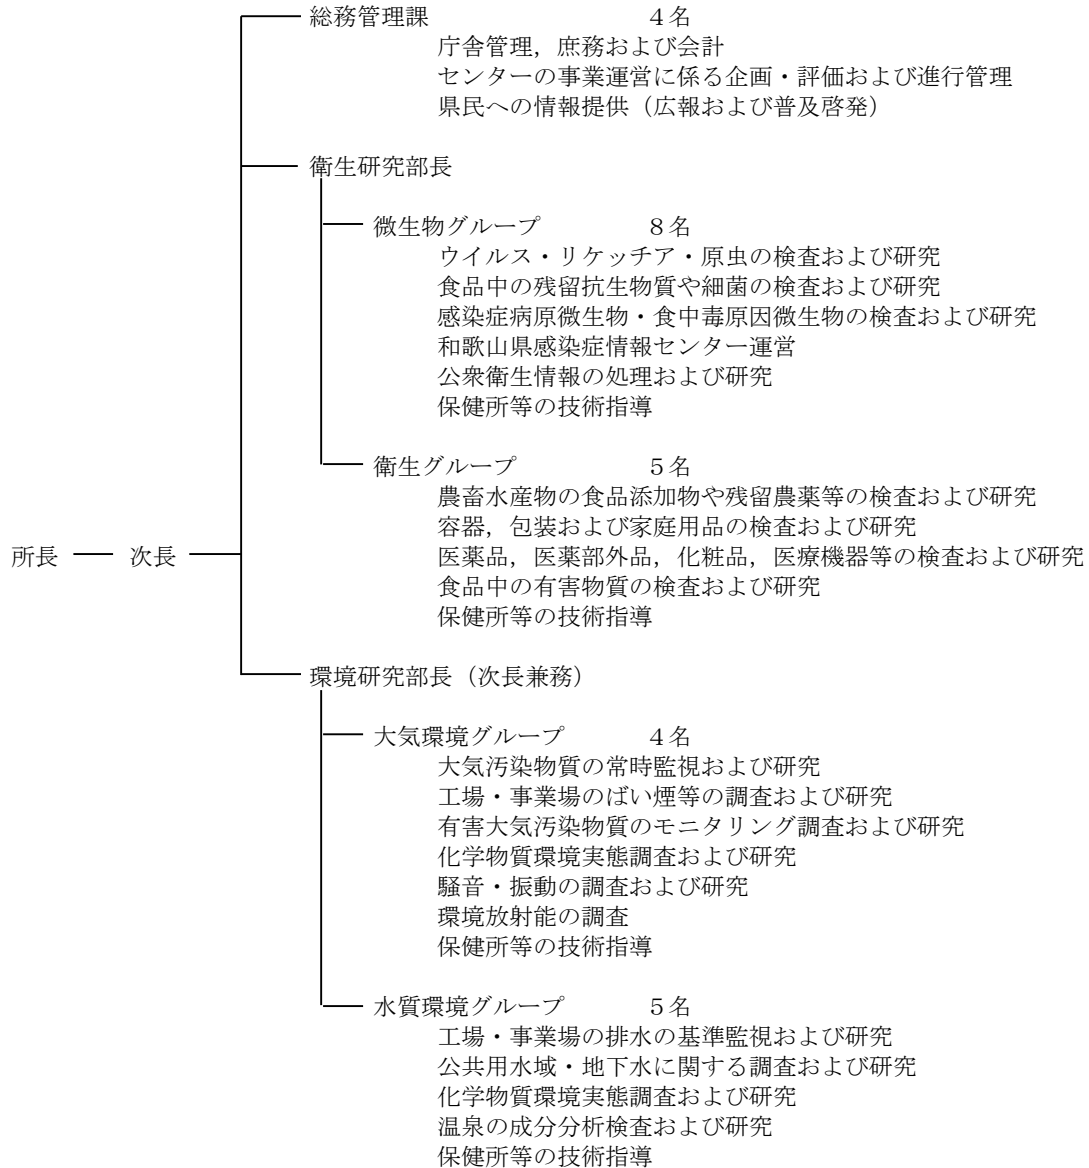 総務管理課　４名
庁舎管理，庶務および会計
センターの事業運営に係る企画・評価および進行管理
県民への情報提供（広報および普及啓発）
衛生研究部長
微生物グループ　８名
ウイルス・リケッチア・原虫の検査および研究
食品中の残留抗生物質や細菌の検査および研究
感染症病原微生物・食中毒原因微生物の検査および研究
和歌山県感染症情報センター運営
公衆衛生情報の処理および研究
保健所等の技術指導
衛生グループ　５名
農畜水産物の食品添加物や残留農薬等の検査および研究
容器，包装および家庭用品の検査および研究
所長　次長
医薬品，医薬部外品，化粧品，医療機器等の検査および研究
食品中の有害物質の検査および研究
保健所等の技術指導
環境研究部長（次長兼務）
大気環境グループ　４名
大気汚染物質の常時監視および研究
工場・事業場のばい煙等の調査および研究
有害大気汚染物質のモニタリング調査および研究
化学物質環境実態調査および研究
騒音・振動の調査および研究
環境放射能の調査
保健所等の技術指導
水質環境グループ　５名
工場・事業場の排水の基準監視および研究
公共用水域・地下水に関する調査および研究
化学物質環境実態調査および研究
温泉の成分分析検査および研究
保健所等の技術指導